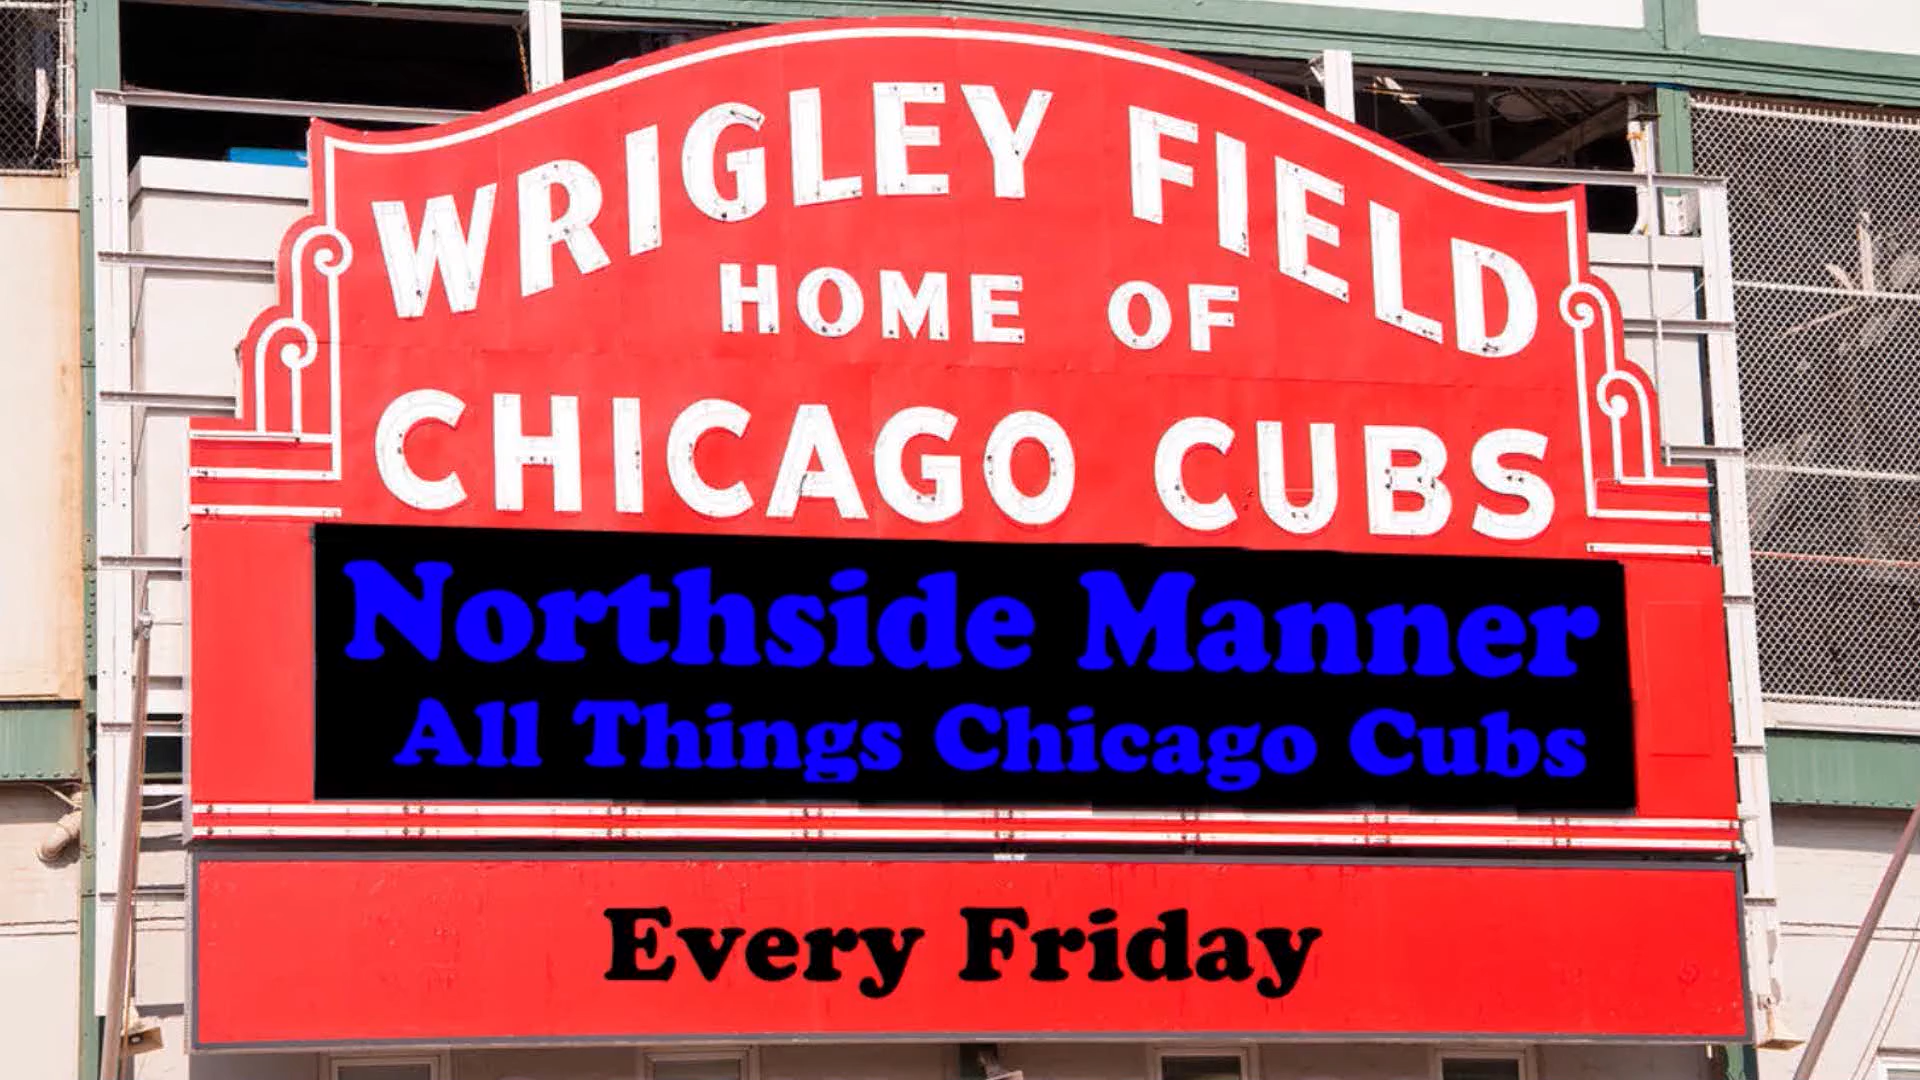 WRIGLEY FIELD
HOME OF
CHICAGO CUBS
Northside Manner
All Things Chicago Cubs
Every Friday